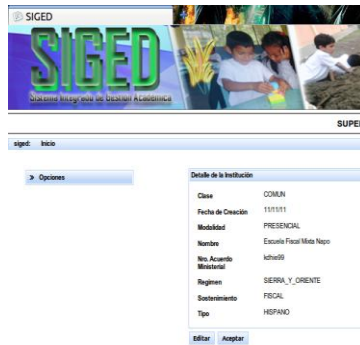 SIGED
SIGED
Sistema Integrado de Gestión Académica
SUPE
siged: Inicio
» Opciones
Detalle de la Institución
Clase COMUN
Fecha de Creación 11/11/11
Modalidad PRESENCIAL
Nombre Escuela Fiscal Mixta Napo
Nro. Acuerdo Ministerial kdhie99
Regimen SIERRA_Y_ORIENTE
Sostenimiento FISCAL
Tipo HISPANO
Editar Aceptar